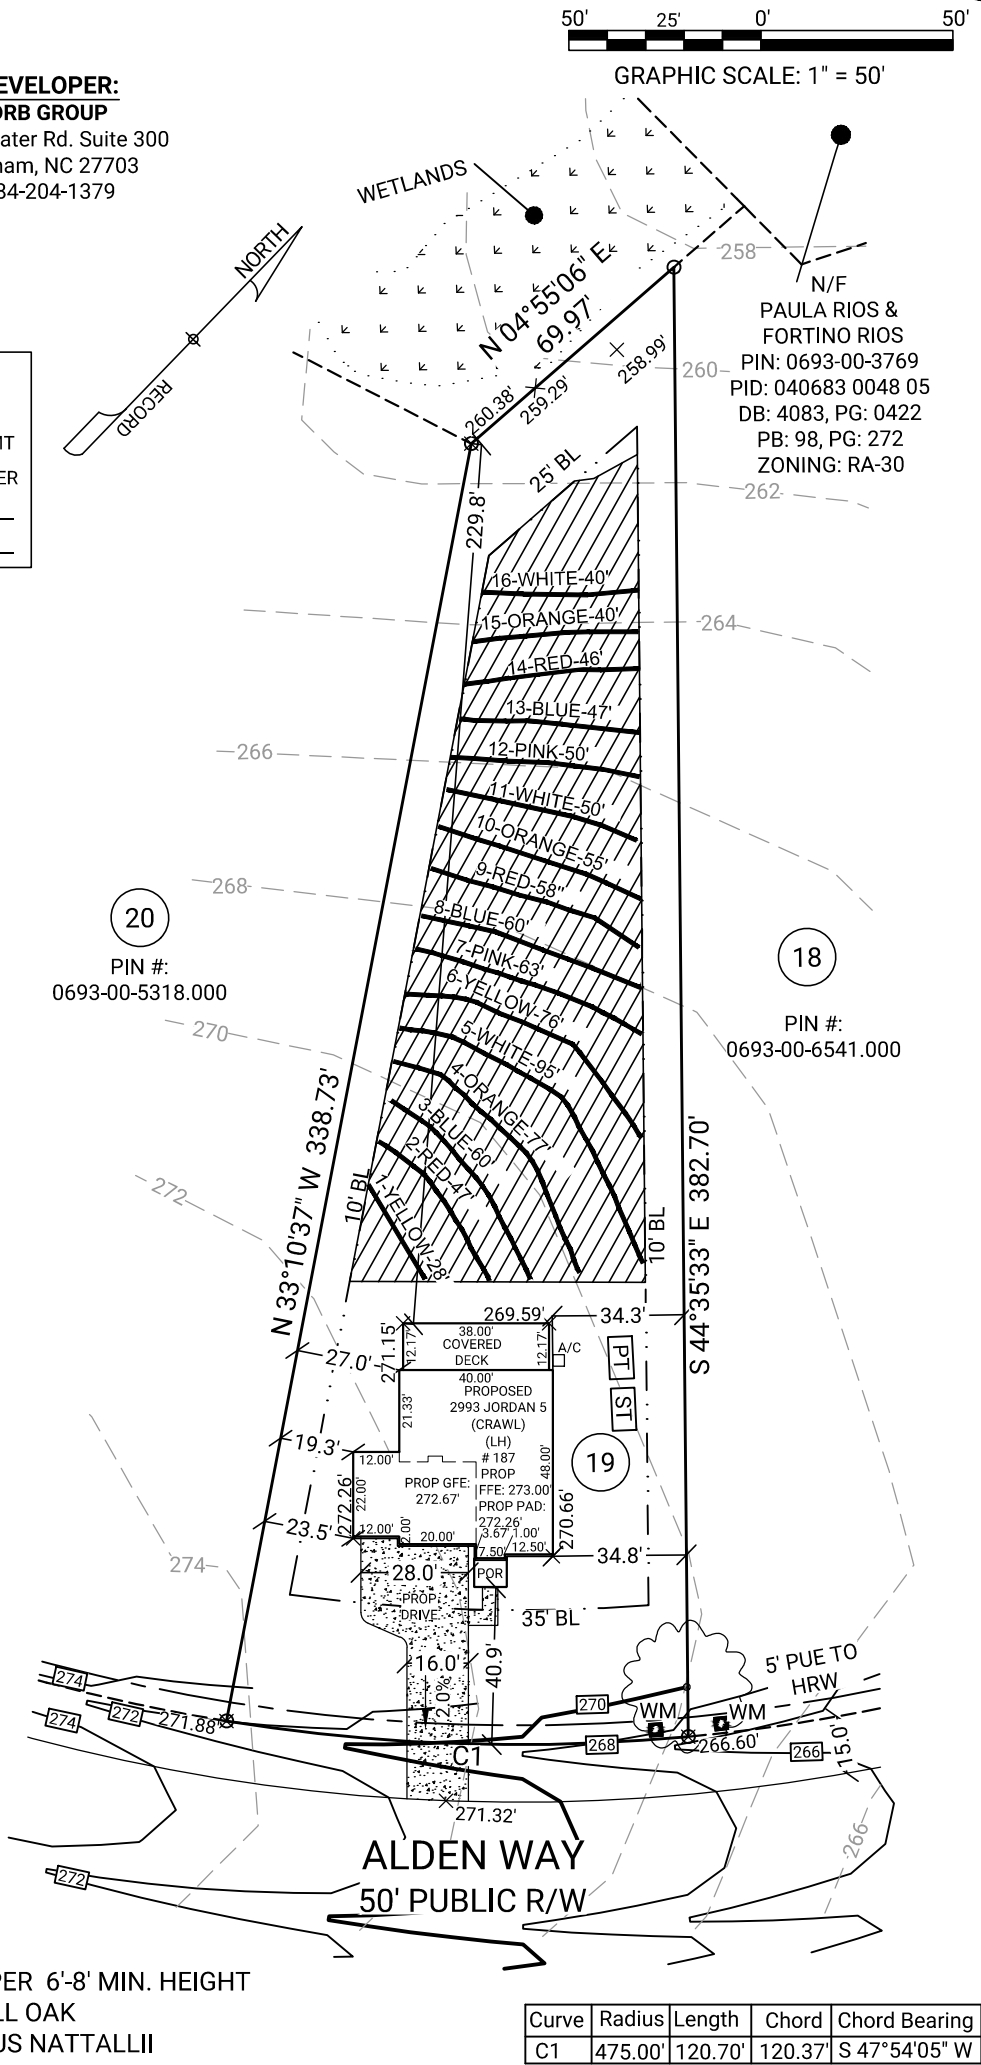 50' 25' 0' 50'
GRAPHIC SCALE: 1" = 50'
EVELOPER:
ORB GROUP
ater Rd. Suite 300
ham, NC 27703
84-204-1379
WETLANDS
NORTH
RECORD
258
N 04°55'06" E
69.97'
N/F
PAULA RIOS &
FORTINO RIOS
PIN: 0693-00-3769
PID: 040683 0048 05
DB: 4083, PG: 0422
PB: 98, PG: 272
ZONING: RA-30
258.99'
260
260.38'
259.29'
MT
ER
25' BL
229.8'
262
16-WHITE-40'
15-ORANGE-40'
264
14-RED-46'
13-BLUE-47'
266
12-PINK-50'
11-WHITE-50'
10-ORANGE-55'
268
9-RED-58"
8-BLUE-60'
20
PIN #:
0693-00-5318.000
7-PINK-63'
18
PIN #:
0693-00-6541.000
6-YELLOW-76'
270
5-WHITE-95'
4-ORANGE-77'
3-BLUE-60'
2-RED-47'
1-YELLOW-28'
N 33°10'37" W 338.73'
S 44°35'33" E 382.70'
272
10' BL
10' BL
269.59'
34.3'
271.15'
12.17'
38.00'
COVERED
DECK
12.17'
A/C
27.0'
40.00'
PT
ST
21.33'
PROPOSED
2993 JORDAN 5
(CRAWL)
(LH)
# 187
PROP
FFE: 273.00'
PROP PAD:
272.26'
19
19.3'
12.00'
48.00'
PROP GFE:
272.67'
272.26'
22.00'
270.66'
23.5'
12.00'
2.00'
20.00'
3.67'
1.00'
7.50'
12.50'
34.8'
274
28.0'
POR
PROP.
DRIVE
35' BL
16.0'
40.9'
2.0%
5' PUE TO
HRW
274
272
274
271.88'
270
WM
WM
268
266.60'
266
75.0'
C1
271.32'
ALDEN WAY
50' PUBLIC R/W
272
266
PER 6'-8' MIN. HEIGHT
LL OAK
US NATTALLII
Curve Radius Length Chord Chord Bearing
C1 475.00' 120.70' 120.37' S 47°54'05" W